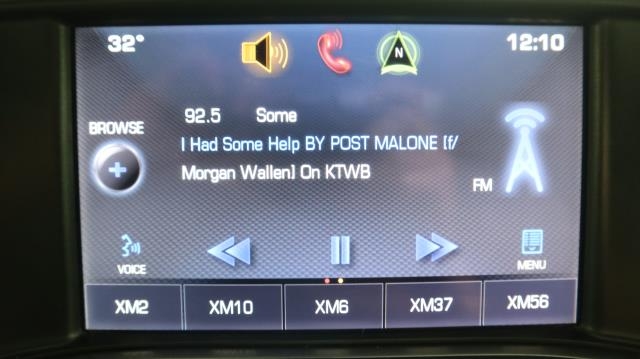 32° 12:10
N
92.5 Some
BROWSE
I Had Some Help BY POST MALONE [f/
Morgan Wallen] On KTWB
FM
VOICE
MENU
XM2 XM10 XM6 XM37 XM56